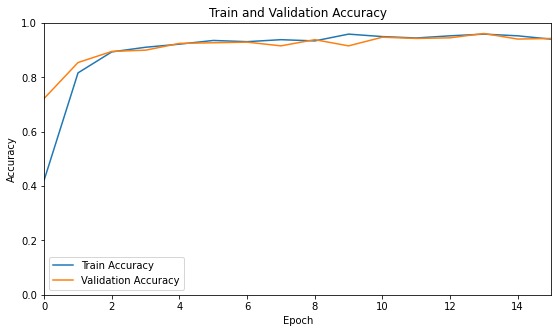 Train and Validation Accuracy
1.0
0.8
0.6
0.4
0.2
0.0
Accuracy
Train Accuracy
Validation Accuracy
0 2 4 6 8 10 12 14
Epoch